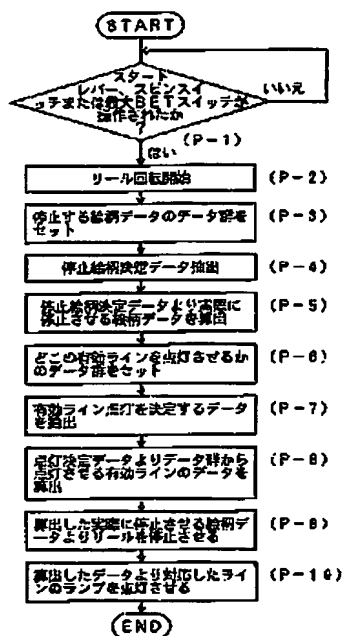 START
スタート
レバー、スピンスイ
ッチまたは最大BETスイッチが
操作されたか
?
いいえ
(P-1)
はい
リール回転開始
(P-2)
停止する絵柄データのデータ群を
セット
(P-3)
停止絵柄決定データ抽出
(P-4)
停止絵柄決定データより実際に
停止させる絵柄データを算出
(P-5)
どこの有効ラインを点灯させるか
のデータ群をセット
(P-6)
有効ライン点灯を決定するデータ
を抽出
(P-7)
点灯決定データよりデータ群から
点灯させる有効ラインのデータを
算出
(P-8)
算出した実際に停止させる絵柄デ
ータよりリールを停止させる
(P-9)
算出したデータより対応したライ
ンのランプを点灯させる
(P-10)
END